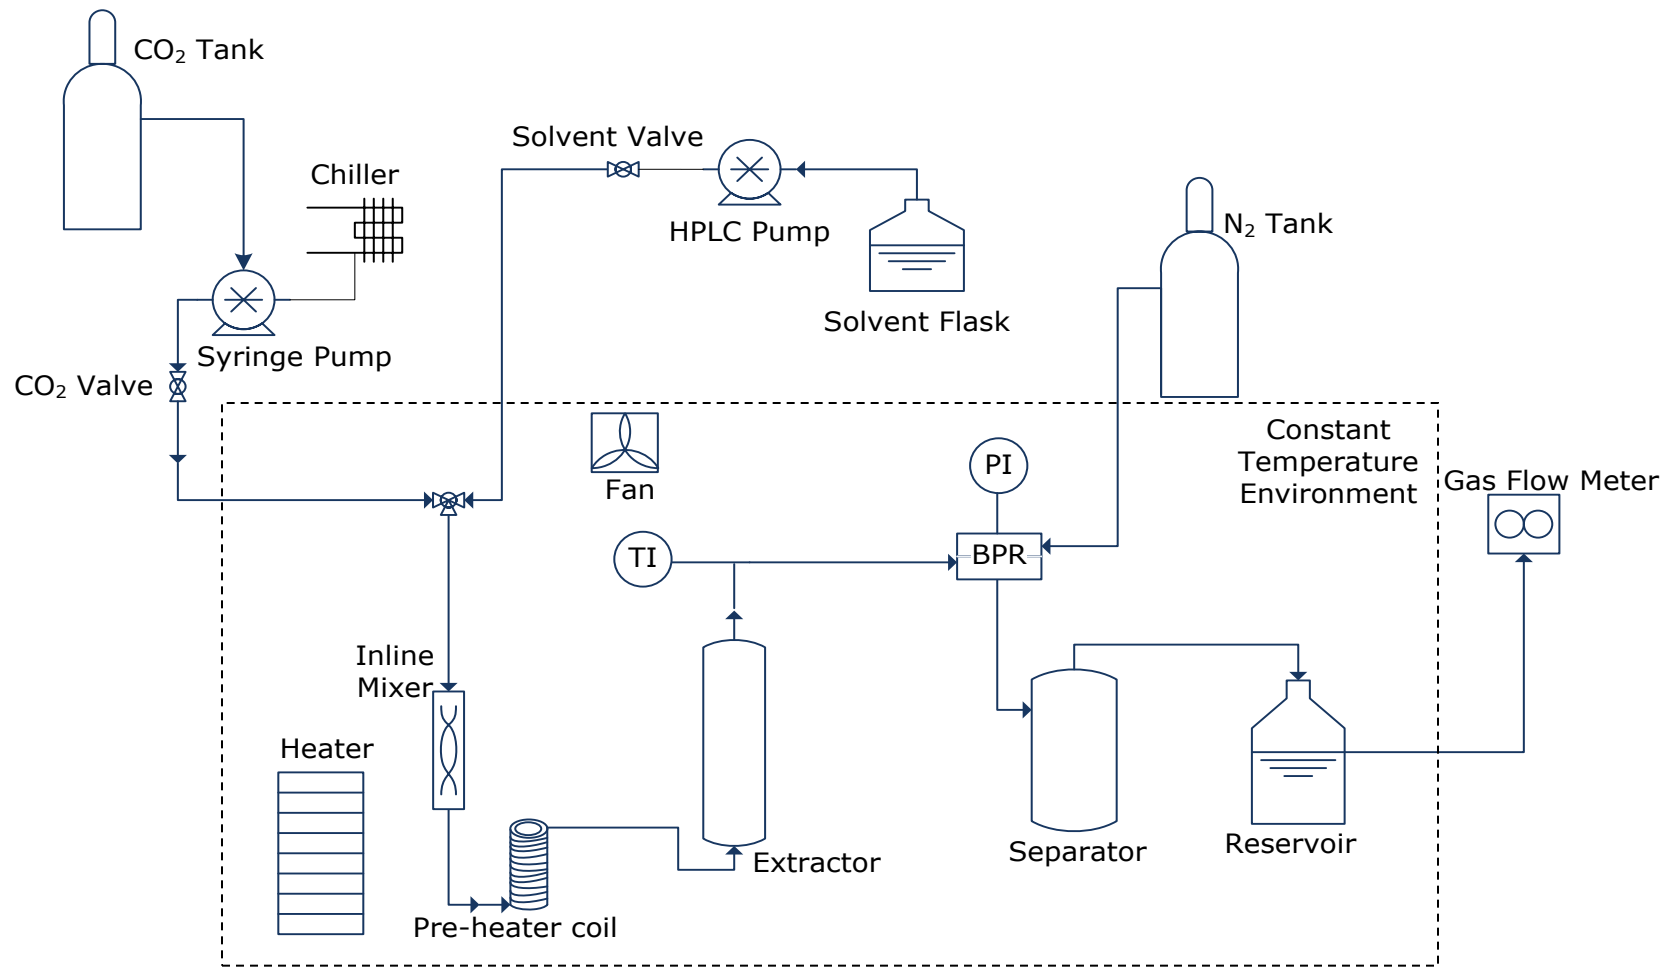 CO₂ Tank
Solvent Valve
Chiller
HPLC Pump
N₂ Tank
Solvent Flask
Syringe Pump
CO₂ Valve
Constant
Temperature
Environment
PI
Gas Flow Meter
Fan
TI
BPR
Inline
Mixer
Heater
Extractor
Separator
Reservoir
Pre-heater coil